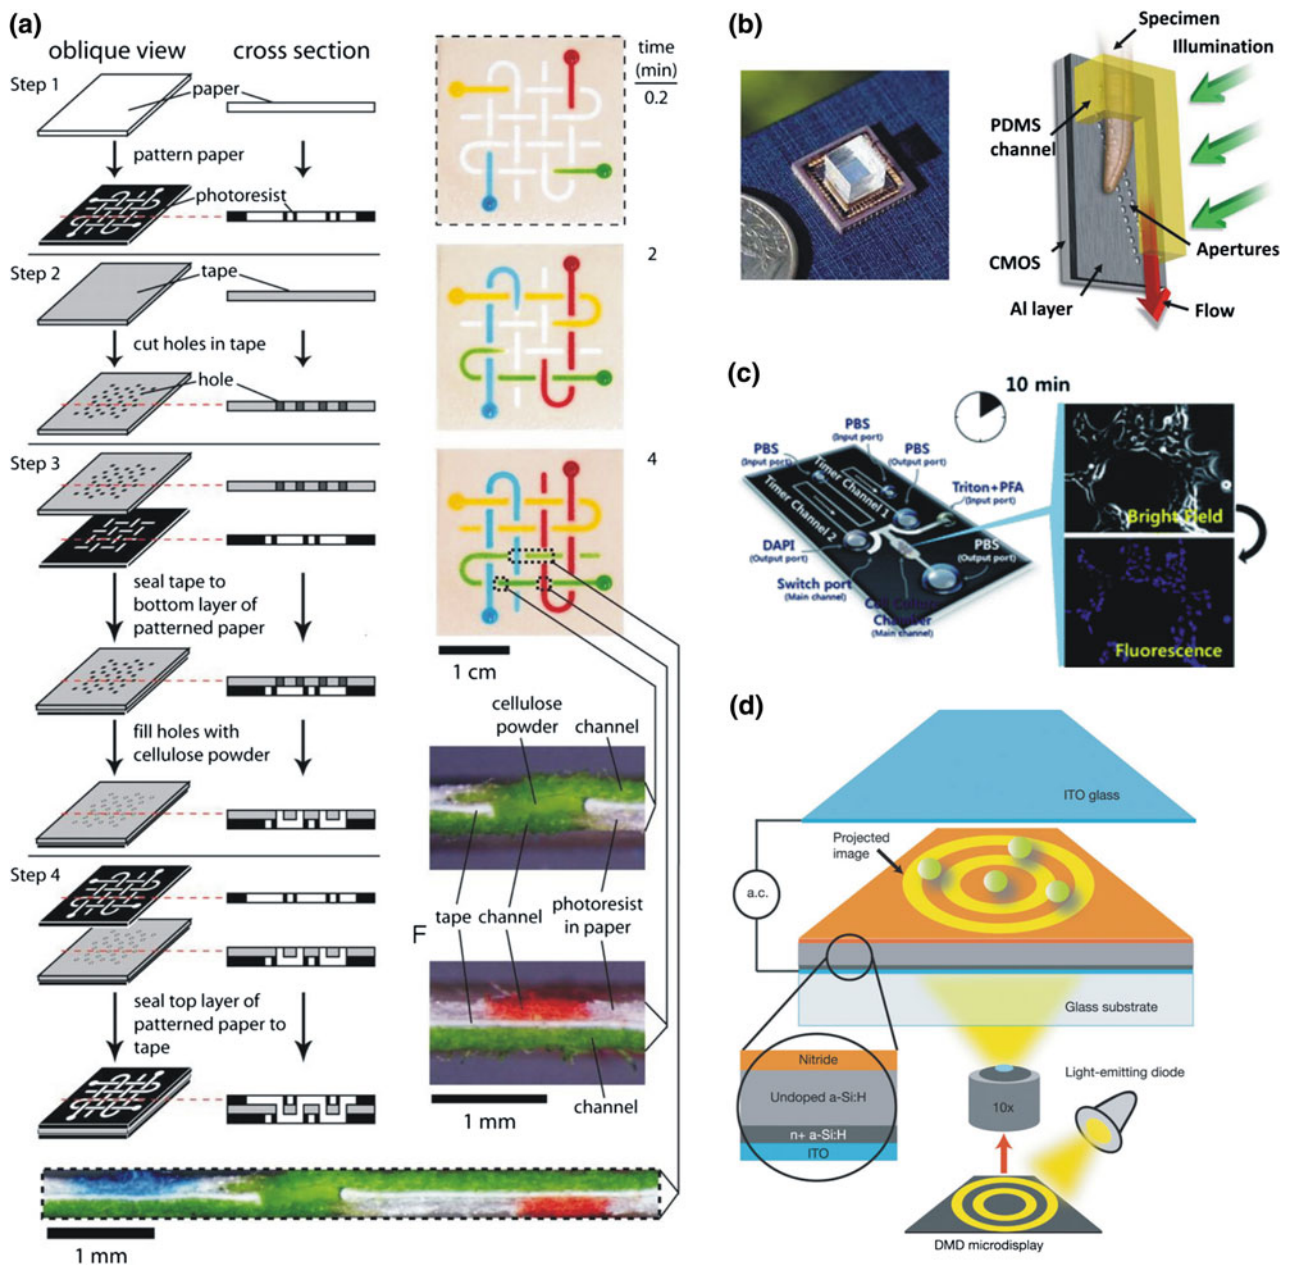 (a)
oblique view
cross section
Step 1
paper
pattern paper
photoresist
Step 2
tape
cut holes in tape
hole
Step 3
seal tape to
bottom layer of
patterned paper
fill holes with
cellulose powder
Step 4
seal top layer of
patterned paper to
tape
time
(min)
0.2
2
4
1 cm
cellulose
powder
channel
tape
channel
photoresist
in paper
F
channel
1 mm
1 mm
(b)
Specimen
Illumination
PDMS
channel
CMOS
Apertures
Al layer
Flow
(c)
10 min
PBS
(Input port)
PBS
(Input port)
PBS
(Output port)
Triton+PFA
(Input port)
Timer Channel 1
Timer Channel 2
DAPI
(Output port)
PBS
(Output port)
Switch port
(Main channel)
Cell Culture
Chamber
(Main channel)
Bright Field
Fluorescence
(d)
ITO glass
Projected
image
a.c.
Glass substrate
Nitride
Undoped a-Si:H
n+ a-Si:H
ITO
10x
Light-emitting diode
DMD microdisplay